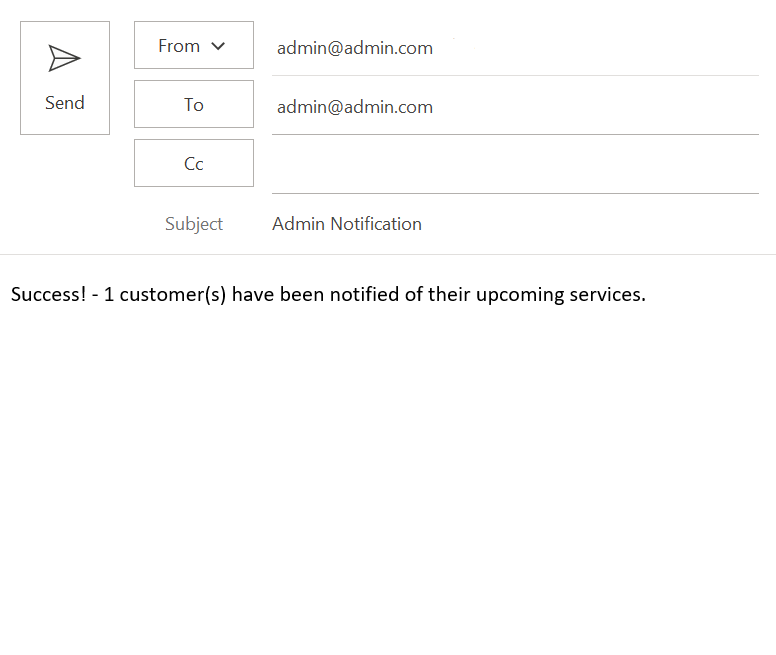 From
admin@admin.com
Send
To
admin@admin.com
Cc
Subject
Admin Notification
Success! - 1 customer(s) have been notified of their upcoming services.